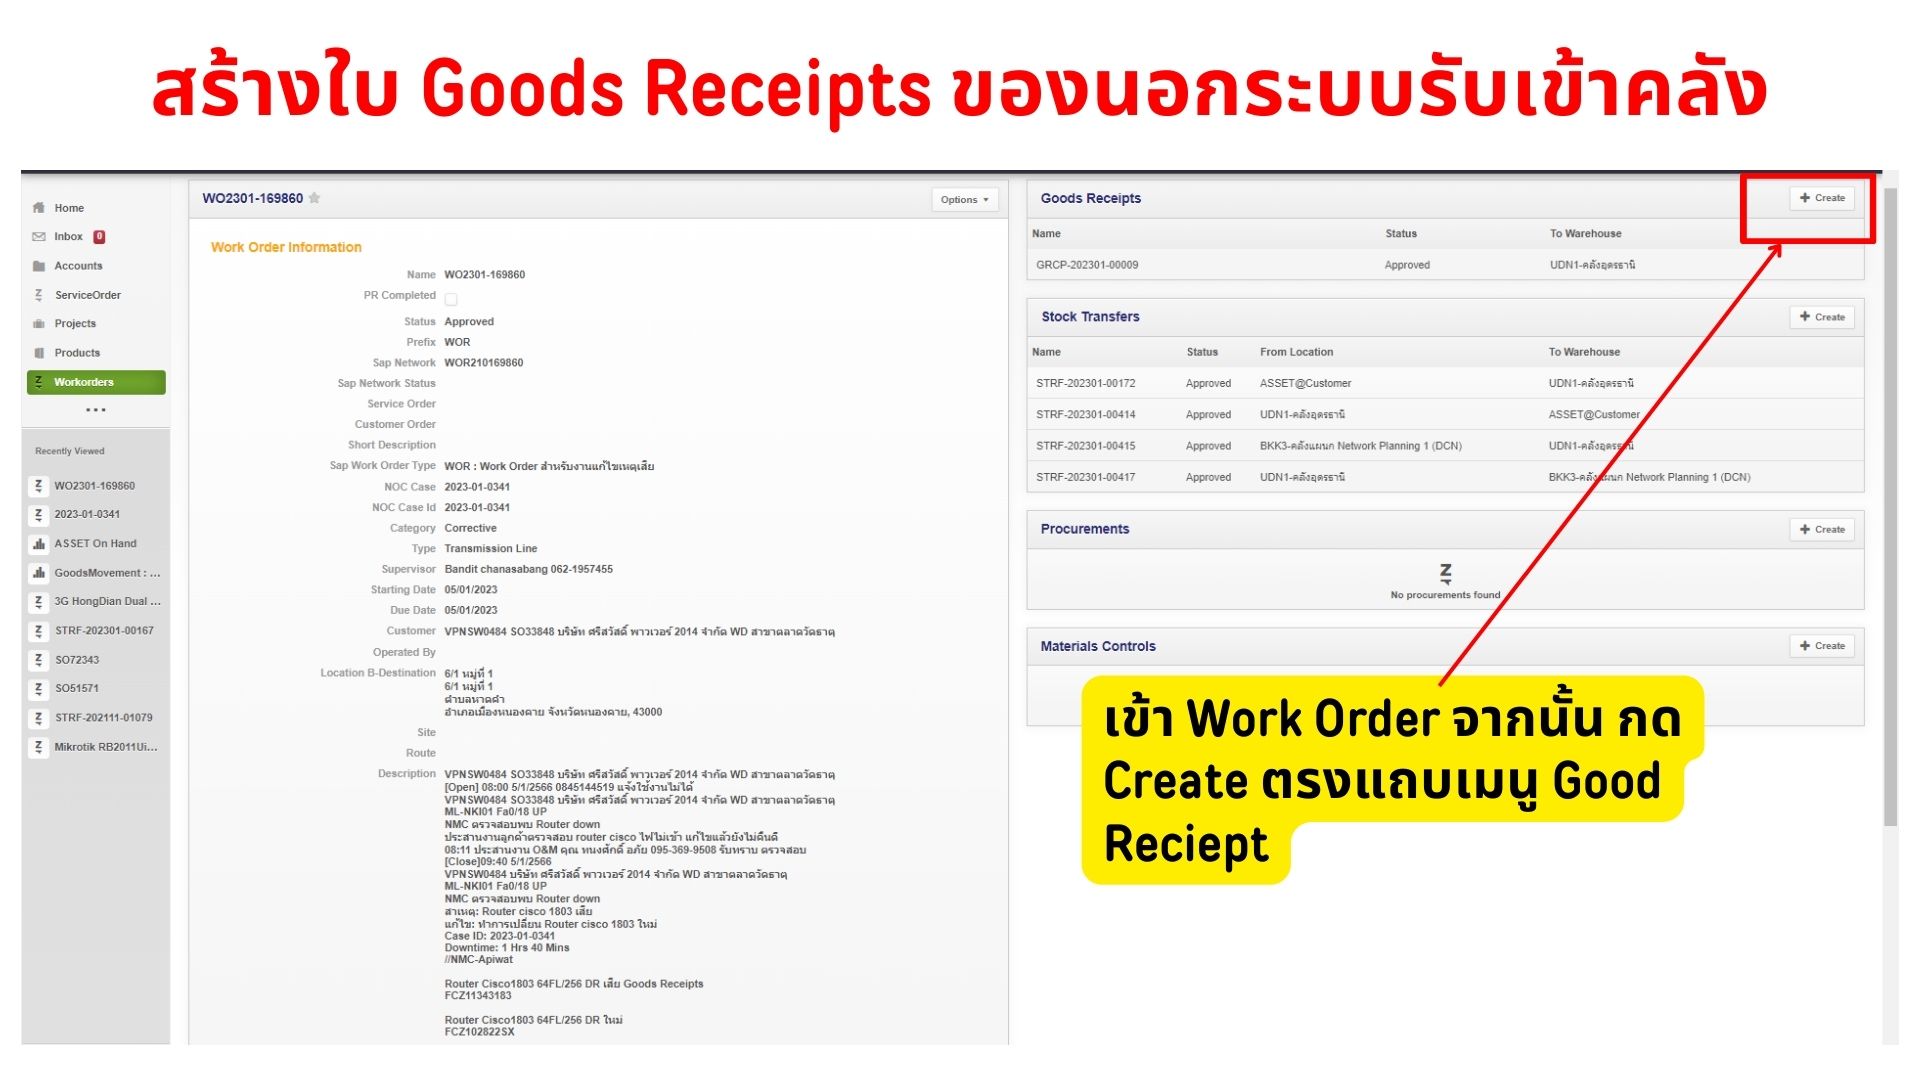 สร้างใบ Goods Receipts ของนอกระบบรับเข้าคลัง
Home
Inbox 0
Accounts
ServiceOrder
Projects
Products
Workorders
...
Recently Viewed
WO2301-169860
2023-01-0341
ASSET On Hand
GoodsMovement : ...
3G HongDian Dual ...
STRF-202301-00167
SO72343
SO51571
STRF-202111-01079
Mikrotik RB2011Ui...
WO2301-169860
Options
Work Order Information
Name WO2301-169860
PR Completed
Status Approved
Prefix WOR
Sap Network WOR210169860
Sap Network Status
Service Order
Customer Order
Short Description
Sap Work Order Type WOR : Work Order สำหรับงานแก้ไขเหตุเสีย
NOC Case 2023-01-0341
NOC Case Id 2023-01-0341
Category Corrective
Type Transmission Line
Supervisor Bandit chanasabang 062-1957455
Starting Date 05/01/2023
Due Date 05/01/2023
Customer VPNSW0484 SO33848 บริษัท ศรีสวัสดิ์ พาวเวอร์ 2014 จำกัด WD สาขาตลาดวัดธาตุ
Operated By
Location B-Destination 6/1 หมู่ที่ 1
6/1 หมู่ที่ 1
ตำบลหาดคำ
อำเภอเมืองหนองคาย จังหวัดหนองคาย, 43000
Site
Route
Description VPNSW0484 SO33848 บริษัท ศรีสวัสดิ์ พาวเวอร์ 2014 จำกัด WD สาขาตลาดวัดธาตุ
[Open] 08:00 5/1/2566 0845144519 แจ้งใช้งานไม่ได้
VPNSW0484 SO33848 บริษัท ศรีสวัสดิ์ พาวเวอร์ 2014 จำกัด WD สาขาตลาดวัดธาตุ
ML-NKI01 Fa0/18 UP
NMC ตรวจสอบพบ Router down
ประสานงานลูกค้าตรวจสอบ router cisco ไฟไม่เข้า แก้ไขแล้วยังไม่คืนดี
08:11 ประสานงาน O&M คุณ ทนงศักดิ์ อภัย 095-369-9508 รับทราบ ตรวจสอบ
[Close]09:40 5/1/2566
VPNSW0484 บริษัท ศรีสวัสดิ์ พาวเวอร์ 2014 จำกัด WD สาขาตลาดวัดธาตุ
ML-NKI01 Fa0/18 UP
NMC ตรวจสอบพบ Router down
สาเหตุ: Router cisco 1803 เสีย
แก้ไข: ทำการเปลี่ยน Router cisco 1803 ใหม่
Case ID: 2023-01-0341
Downtime: 1 Hrs 40 Mins
//NMC-Apiwat
Router Cisco1803 64FL/256 DR เสีย Goods Receipts
FCZ11343183
Router Cisco1803 64FL/256 DR ใหม่
FCZ102822SX
Goods Receipts
Create
Name Status To Warehouse
GRCP-202301-00009 Approved UDN1-คลังอุดรธานี
Stock Transfers
Create
Name Status From Location To Warehouse
STRF-202301-00172 Approved ASSET@Customer UDN1-คลังอุดรธานี
STRF-202301-00414 Approved UDN1-คลังอุดรธานี ASSET@Customer
STRF-202301-00415 Approved BKK3-คลังแผนก Network Planning 1 (DCN) UDN1-คลังอุดรธานี
STRF-202301-00417 Approved UDN1-คลังอุดรธานี BKK3-คลังแผนก Network Planning 1 (DCN)
Procurements
Create
No procurements found
Materials Controls
Create
เข้า Work Order จากนั้น กด
Create ตรงแถบเมนู Good
Reciept